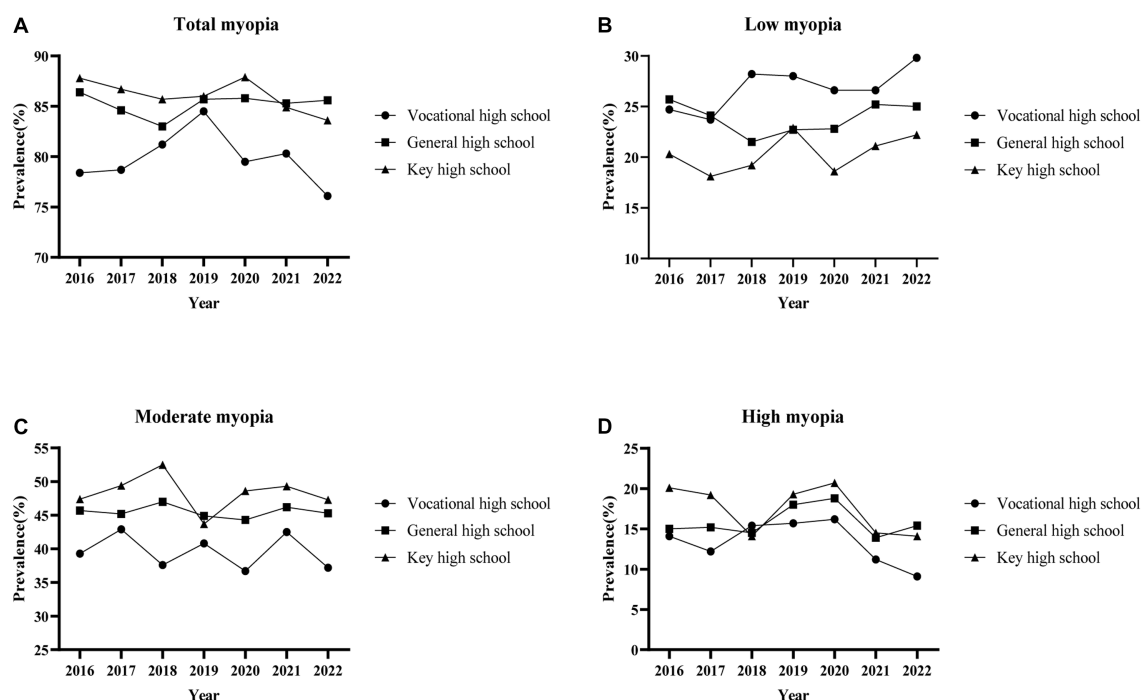 A
Total myopia
90
85
80
75
70
Prevalence(%)
2016 2017 2018 2019 2020 2021 2022
Year
Vocational high school
General high school
Key high school
B
Low myopia
30
25
20
15
10
Prevalence(%)
2016 2017 2018 2019 2020 2021 2022
Year
Vocational high school
General high school
Key high school
C
Moderate myopia
55
50
45
40
35
30
25
Prevalence(%)
2016 2017 2018 2019 2020 2021 2022
Year
Vocational high school
General high school
Key high school
D
High myopia
25
20
15
10
5
0
Prevalence(%)
2016 2017 2018 2019 2020 2021 2022
Year
Vocational high school
General high school
Key high school